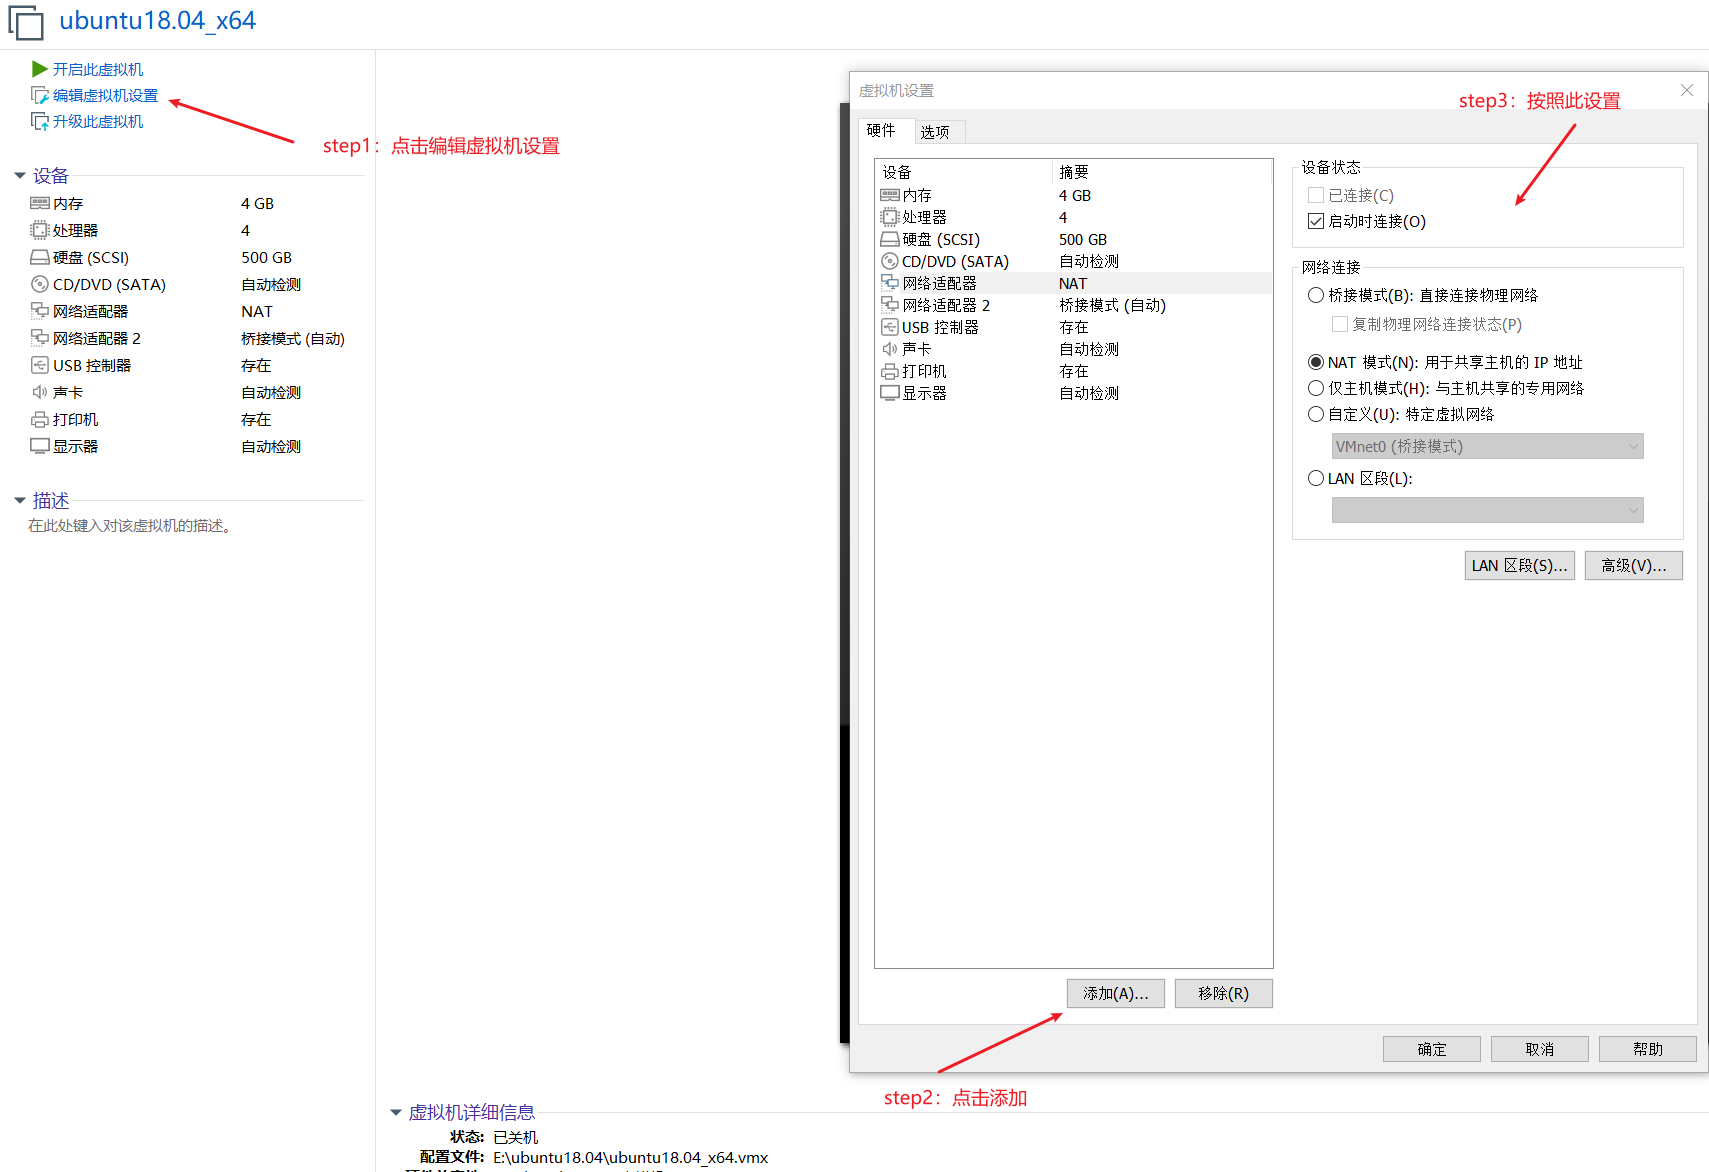 ubuntu18.04_x64
开启此虚拟机
编辑虚拟机设置
升级此虚拟机
step1：点击编辑虚拟机设置
设备
内存 4 GB
处理器 4
硬盘 (SCSI) 500 GB
CD/DVD (SATA) 自动检测
网络适配器 NAT
网络适配器 2 桥接模式 (自动)
USB 控制器 存在
声卡 自动检测
打印机 存在
显示器 自动检测
描述
在此处键入对该虚拟机的描述。
虚拟机设置
step3：按照此设置
硬件 选项
设备 摘要
内存 4 GB
处理器 4
硬盘 (SCSI) 500 GB
CD/DVD (SATA) 自动检测
网络适配器 NAT
网络适配器 2 桥接模式 (自动)
USB 控制器 存在
声卡 自动检测
打印机 存在
显示器 自动检测
添加(A)... 移除(R)
设备状态
已连接(C)
启动时连接(O)
网络连接
桥接模式(B): 直接连接物理网络
复制物理网络连接状态(P)
NAT 模式(N): 用于共享主机的 IP 地址
仅主机模式(H): 与主机共享的专用网络
自定义(U): 特定虚拟网络
VMnet0 (桥接模式)
LAN 区段(L):
LAN 区段(S)... 高级(V)...
确定 取消 帮助
step2：点击添加
虚拟机详细信息
状态: 已关机
配置文件: E:\ubuntu18.04\ubuntu18.04_x64.vmx